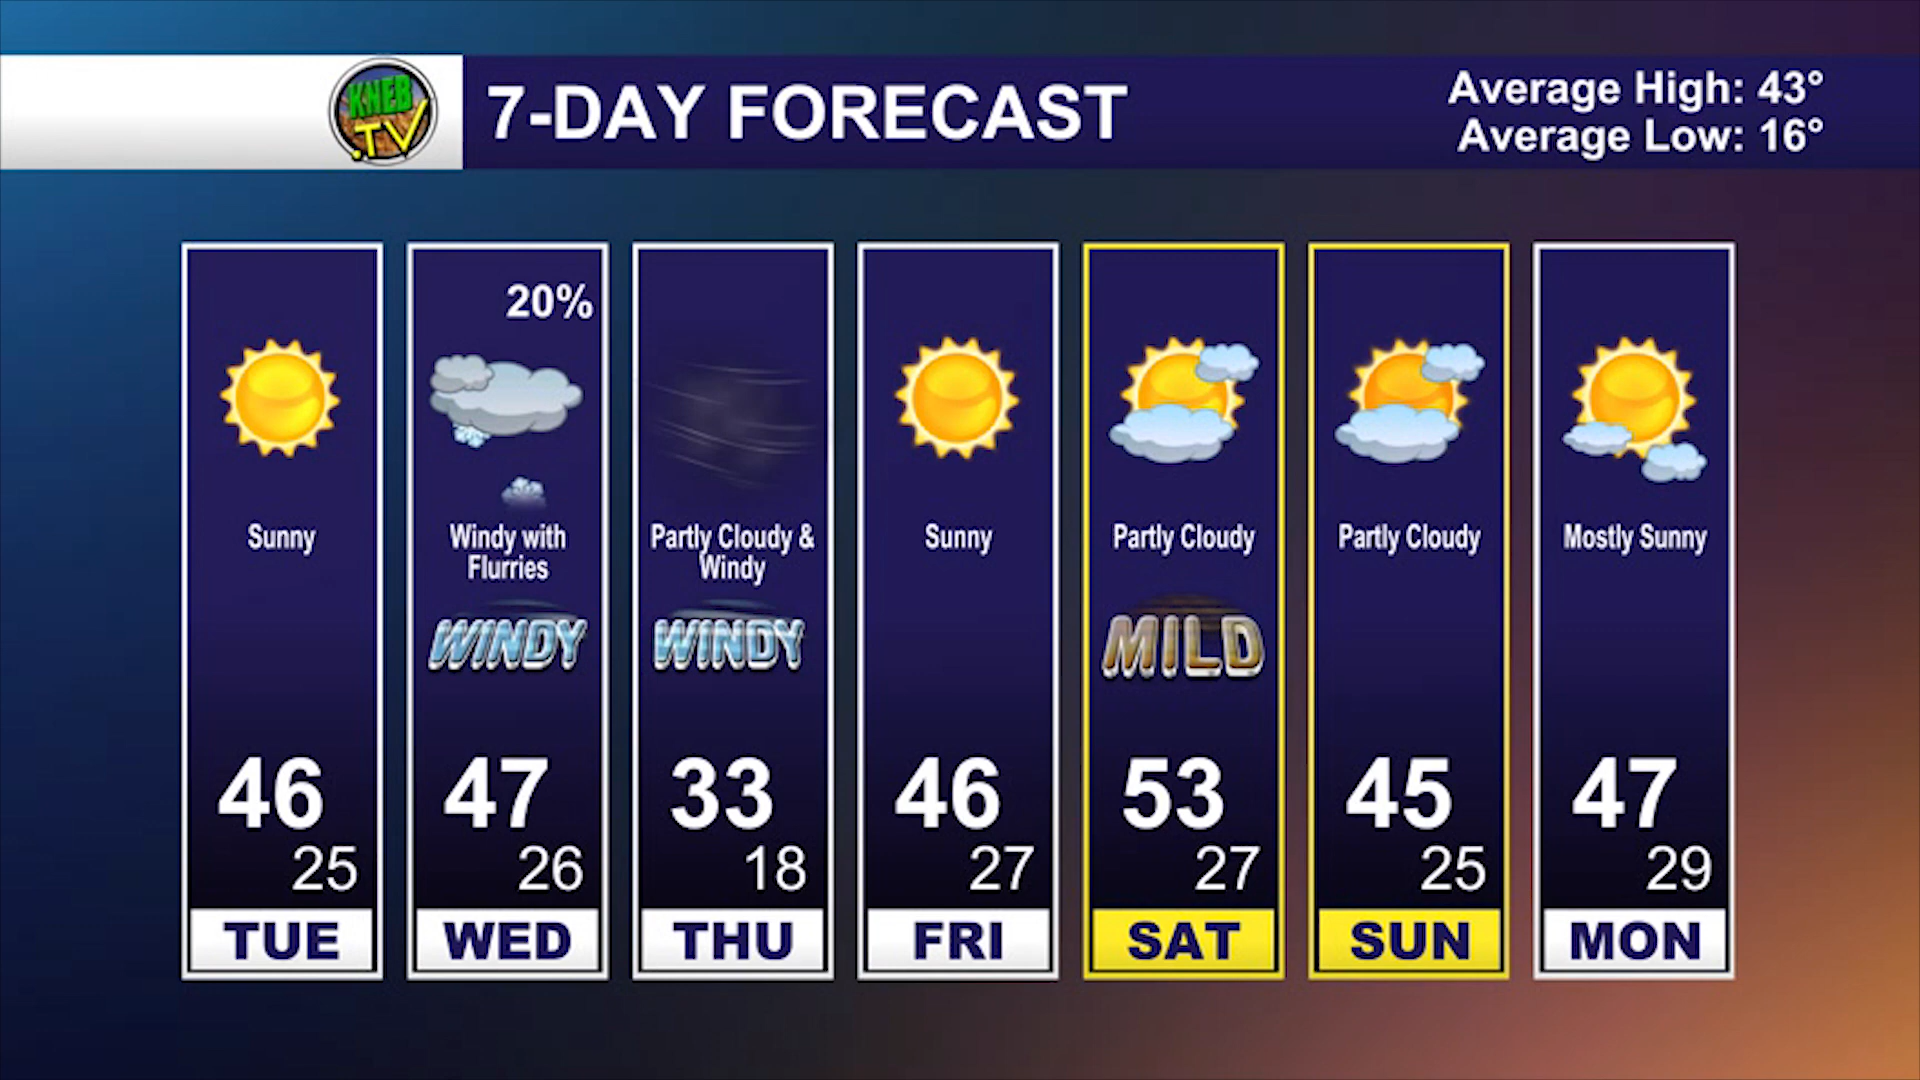 KNEB
.TV
7-DAY FORECAST
Average High: 43°
Average Low: 16°
Sunny
46
25
TUE
20%
Windy with
Flurries
WINDY
47
26
WED
Partly Cloudy &
Windy
WINDY
33
18
THU
Sunny
46
27
FRI
Partly Cloudy
MILD
53
27
SAT
Partly Cloudy
45
25
SUN
Mostly Sunny
47
29
MON